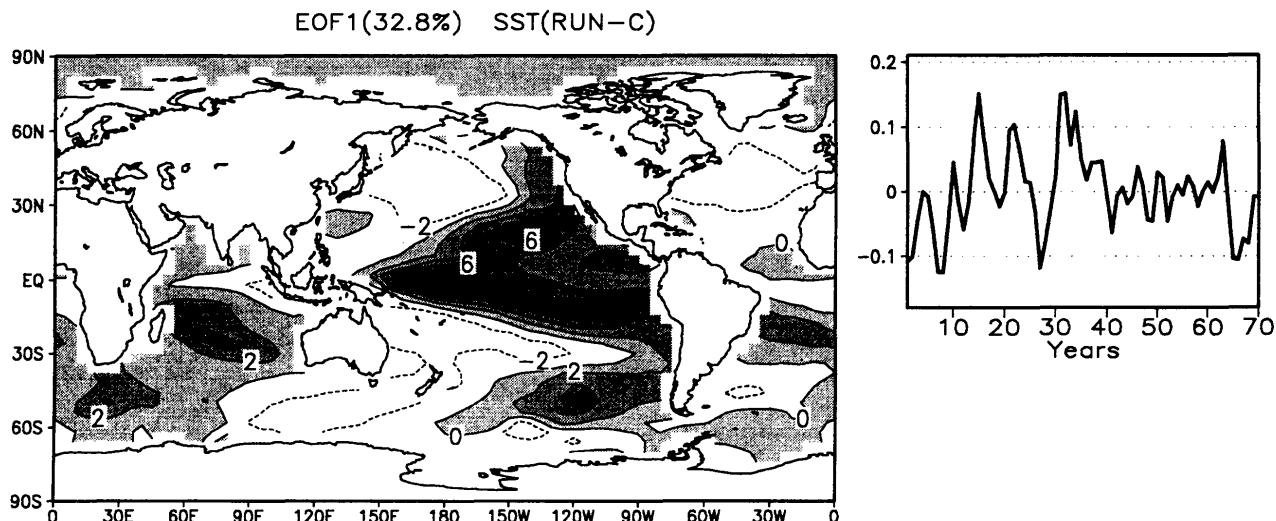 EOF1(32.8%) SST(RUN-C)
90N
60N
30N
EQ
30S
60S
90S
0 30E 60E 90E 120E 150E 180 150W 120W 90W 60W 30W 0
-2
6
6
0
2
-2
2
2
0
0
0.2
0.1
0
-0.1
10 20 30 40 50 60 70
Years